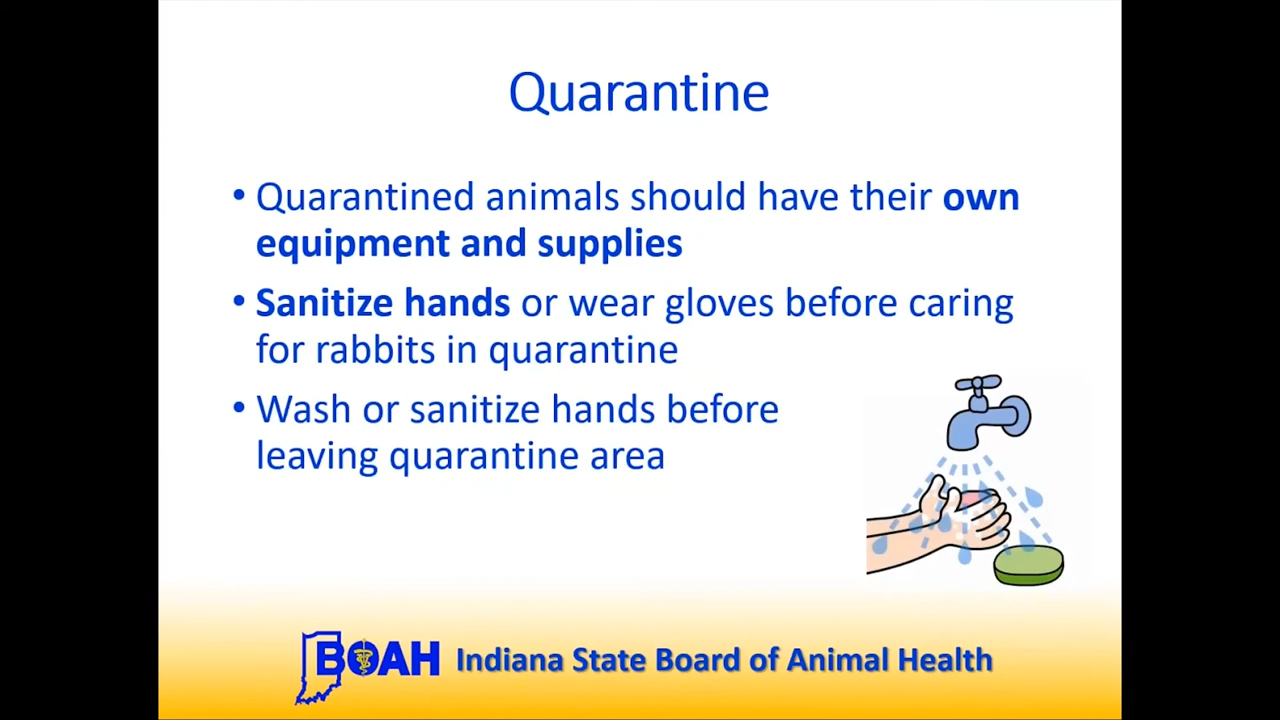 Quarantine
• Quarantined animals should have their own
equipment and supplies
• Sanitize hands or wear gloves before caring
for rabbits in quarantine
• Wash or sanitize hands before
leaving quarantine area
BOAH Indiana State Board of Animal Health